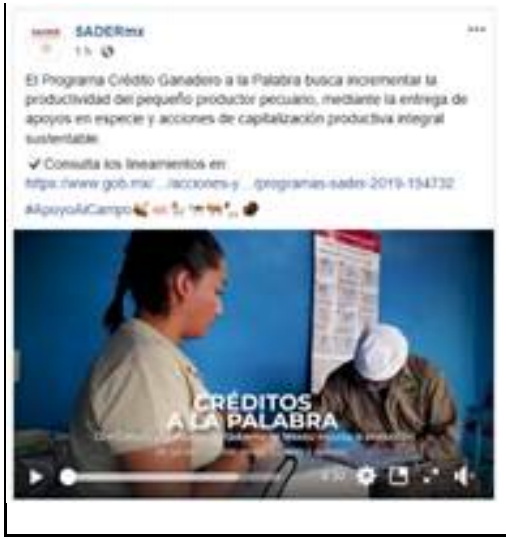 SADERmx
1 h
El Programa Crédito Ganadero a la Palabra busca incrementar la
productividad del pequeño productor pecuario, mediante la entrega de
apoyos en especie y acciones de capitalización productiva integral
sustentable.
✓ Consulta los lineamientos en:
https://www.gob.mx/.../acciones-y.../programas-sader-2019-194732
#ApoyoAlCampo
CRÉDITOS
A LA PALABRA